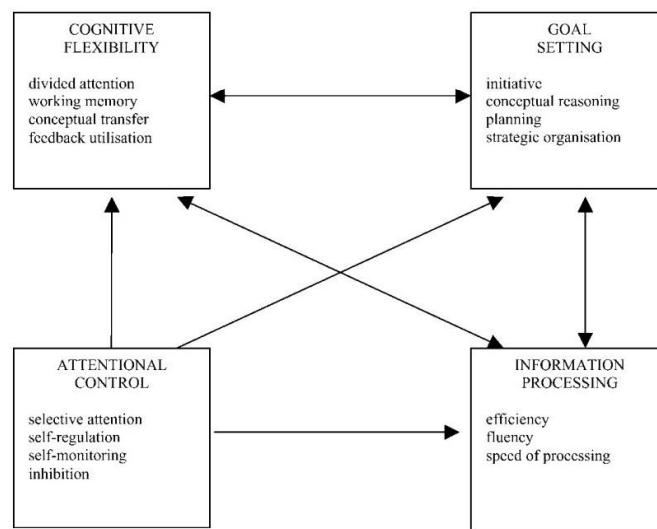 COGNITIVE
FLEXIBILITY
divided attention
working memory
conceptual transfer
feedback utilisation
GOAL
SETTING
initiative
conceptual reasoning
planning
strategic organisation
ATTENTIONAL
CONTROL
selective attention
self-regulation
self-monitoring
inhibition
INFORMATION
PROCESSING
efficiency
fluency
speed of processing